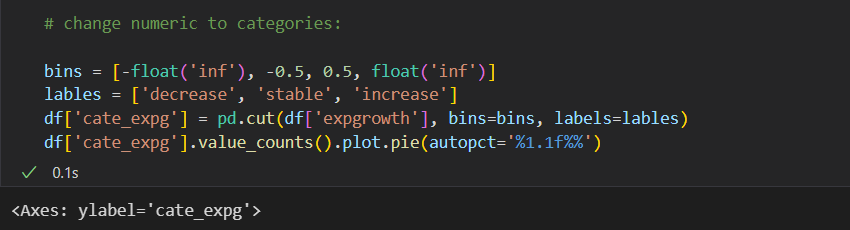 # change numeric to categories:
bins = [-float('inf'), -0.5, 0.5, float('inf')]
lables = ['decrease', 'stable', 'increase']
df['cate_expg'] = pd.cut(df['expgrowth'], bins=bins, labels=lables)
df['cate_expg'].value_counts().plot.pie(autopct='%1.1f%%')
✓ 0.1s
<Axes: ylabel='cate_expg'>